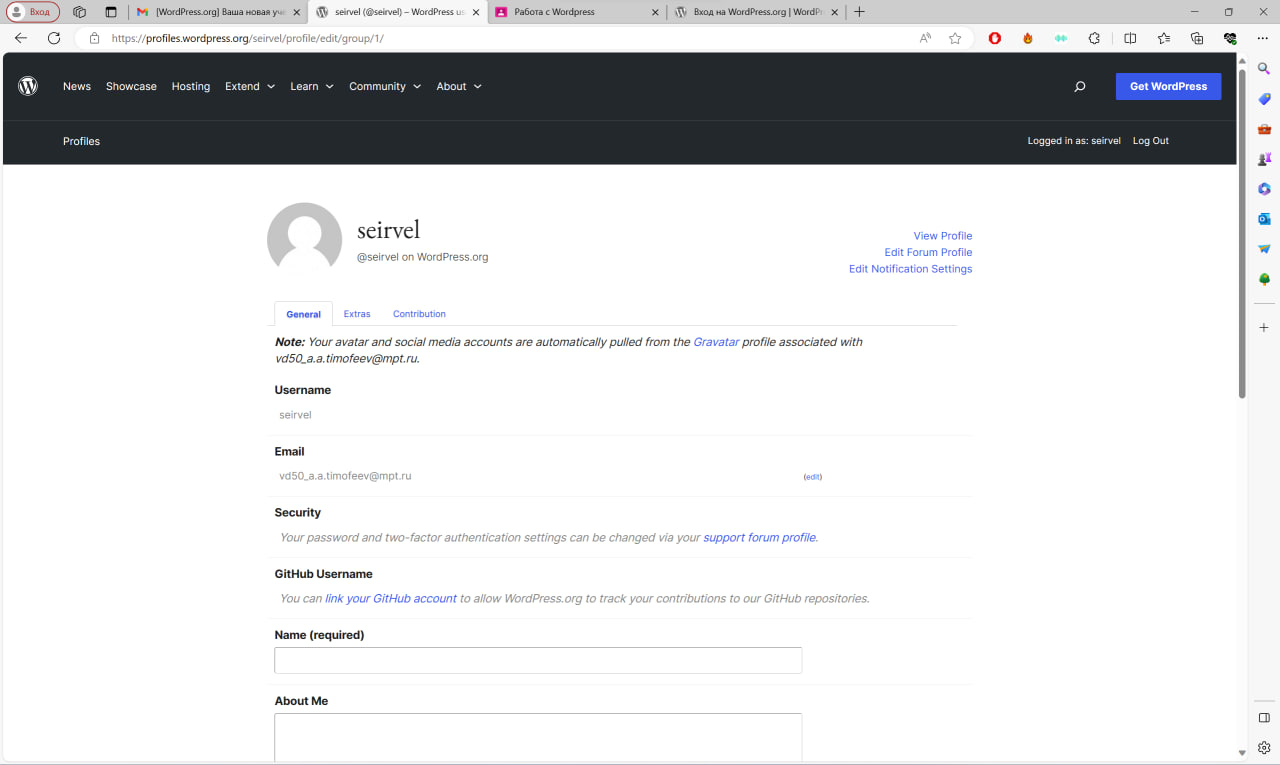 Вход
[WordPress.org] Ваша новая уче
seirvel (@seirvel) – WordPress us
Работа с Wordpress
Вход на WordPress.org | WordPr
https://profiles.wordpress.org/seirvel/profile/edit/group/1/
News
Showcase
Hosting
Extend
Learn
Community
About
Get WordPress
Profiles
Logged in as: seirvel
Log Out
seirvel
@seirvel on WordPress.org
View Profile
Edit Forum Profile
Edit Notification Settings
General
Extras
Contribution
Note: Your avatar and social media accounts are automatically pulled from the Gravatar profile associated with
vd50_a.a.timofeev@mpt.ru.
Username
seirvel
Email
vd50_a.a.timofeev@mpt.ru
(edit)
Security
Your password and two-factor authentication settings can be changed via your support forum profile.
GitHub Username
You can link your GitHub account to allow WordPress.org to track your contributions to our GitHub repositories.
Name (required)
About Me